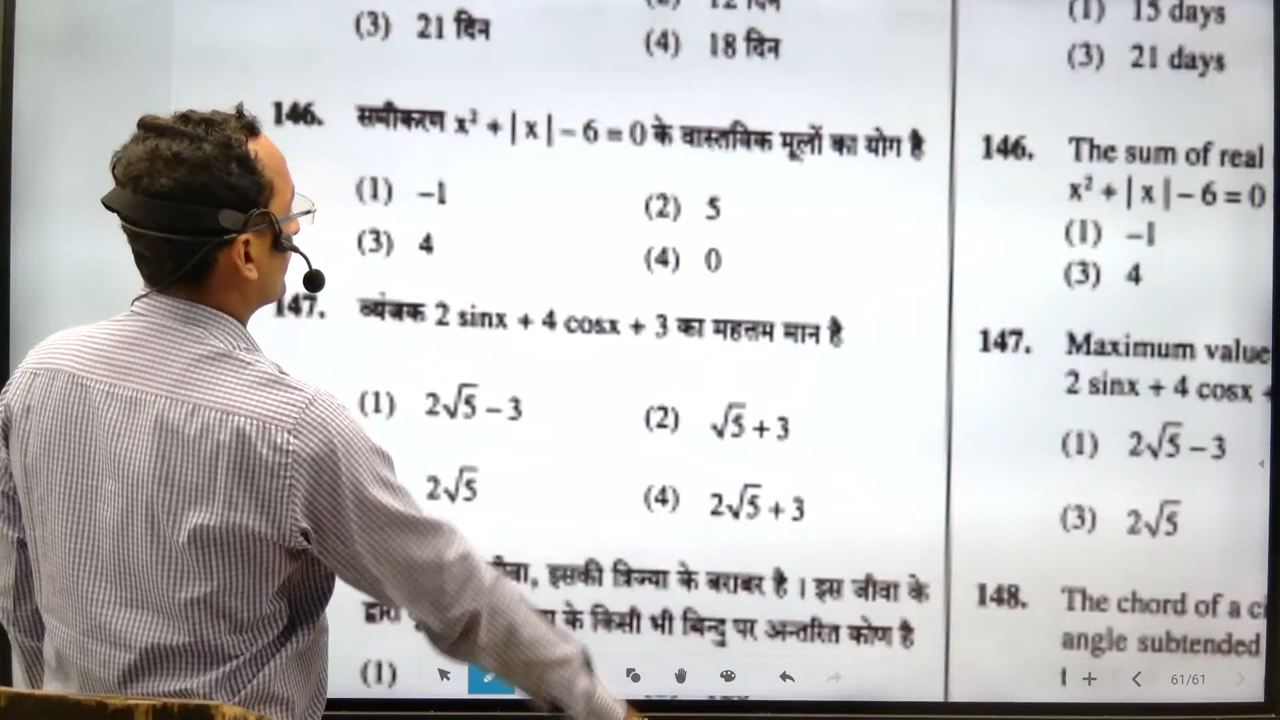 (3) 21 दिन
12 दिन
(4) 18 दिन
146. समीकरण x² + | x | – 6 = 0 के वास्तविक मूलों का योग है
(1) –1
(2) 5
(3) 4
(4) 0
147. व्यंजक 2 sinx + 4 cosx + 3 का महत्तम मान है
(1) 2√5 – 3
(2) √5 + 3
2√5
(4) 2√5 + 3
इसकी त्रिज्या के बराबर है । इस जीवा के
के किसी भी बिन्दु पर अन्तरित कोण है
(1)
(1) 15 days
(3) 21 days
146. The sum of real
x² + | x | – 6 = 0
(1) –1
(3) 4
147. Maximum value
2 sinx + 4 cosx
(1) 2√5 – 3
(3) 2√5
148. The chord of a
angle subtended
61/61